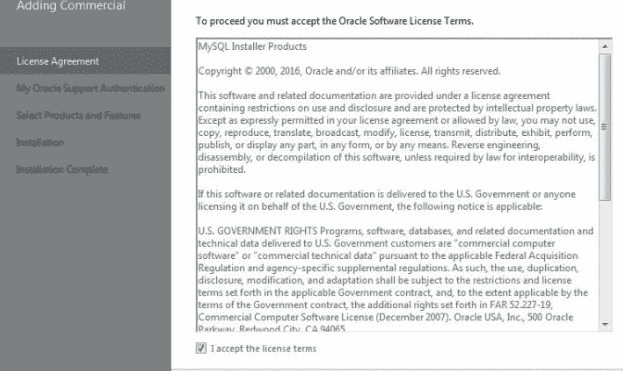 Adding Commercial
License Agreement
My Oracle Support Authentication
Select Products and Features
Installation
Installation Complete
To proceed you must accept the Oracle Software License Terms.
MySQL Installer Products
Copyright © 2000, 2016, Oracle and/or its affiliates. All rights reserved.
This software and related documentation are provided under a license agreement
containing restrictions on use and disclosure and are protected by intellectual property laws.
Except as expressly permitted in your license agreement or allowed by law, you may not use,
copy, reproduce, translate, broadcast, modify, license, transmit, distribute, exhibit, perform,
publish, or display any part, in any form, or by any means. Reverse engineering,
disassembly, or decompilation of this software, unless required by law for interoperability, is
prohibited.
If this software or related documentation is delivered to the U.S. Government or anyone
licensing it on behalf of the U.S. Government, the following notice is applicable:
U.S. GOVERNMENT RIGHTS Programs, software, databases, and related documentation and
technical data delivered to U.S. Government customers are "commercial computer
software" or "commercial technical data" pursuant to the applicable Federal Acquisition
Regulation and agency-specific supplemental regulations. As such, the use, duplication,
disclosure, modification, and adaptation shall be subject to the restrictions and license
terms set forth in the applicable Government contract, and, to the extent applicable by the
terms of the Government contract, the additional rights set forth in FAR 52.227-19,
Commercial Computer Software License (December 2007). Oracle USA, Inc., 500 Oracle
Parkway, Redwood City, CA 94065.
I accept the license terms